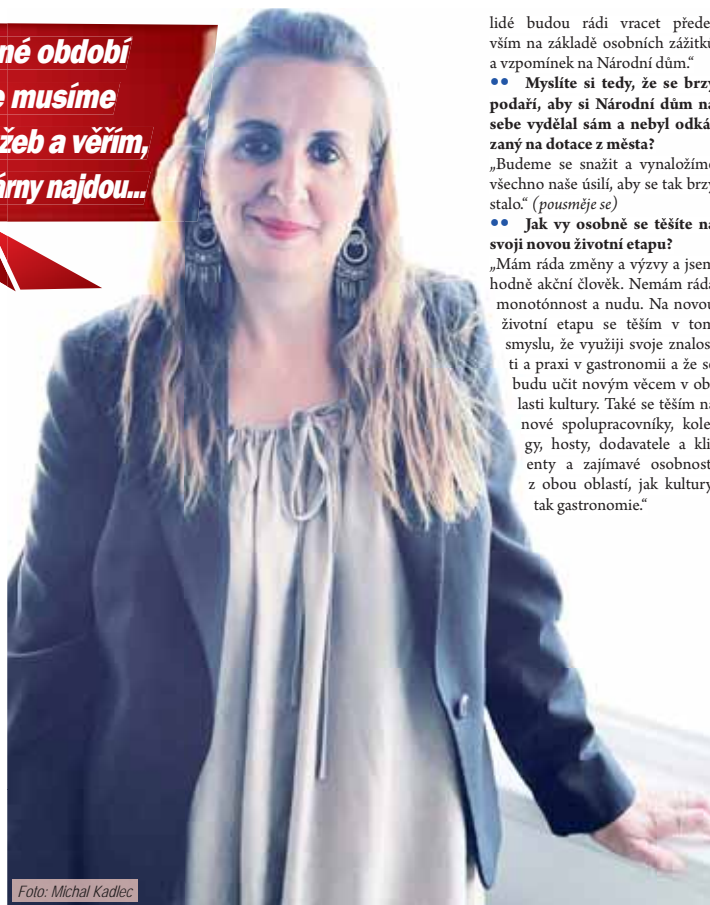 né období
e musíme
žeb a věřím,
árny najdou...
lidé budou rádi vracet přede
vším na základě osobních zážitků
a vzpomínek na Národní dům.“
•• Myslíte si tedy, že se brzy
podaří, aby si Národní dům na
sebe vydělal sám a nebyl odká
zaný na dotace z města?
„Budeme se snažit a vynaložíme
všechno naše úsilí, aby se tak brzy
stalo.“ (pousměje se)
•• Jak vy osobně se těšíte na
svoji novou životní etapu?
„Mám ráda změny a výzvy a jsem
hodně akční člověk. Nemám ráda
monotónnost a nudu. Na novou
životní etapu se těším v tom
smyslu, že využiji svoje znalos
ti a praxi v gastronomii a že se
budu učit novým věcem v ob
lasti kultury. Také se těším na
nové spolupracovníky, kole
gy, hosty, dodavatele a kli
enty a zajímavé osobnost
z obou oblastí, jak kultury
tak gastronomie.“
Foto: Michal Kadlec